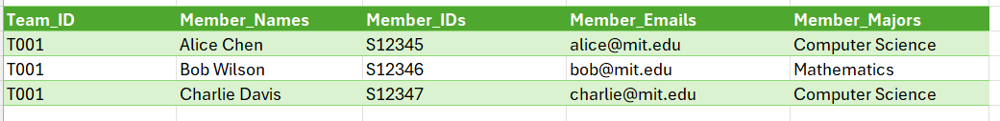 Team_ID Member_Names Member_IDs Member_Emails Member_Majors
T001 Alice Chen S12345 alice@mit.edu Computer Science
T001 Bob Wilson S12346 bob@mit.edu Mathematics
T001 Charlie Davis S12347 charlie@mit.edu Computer Science